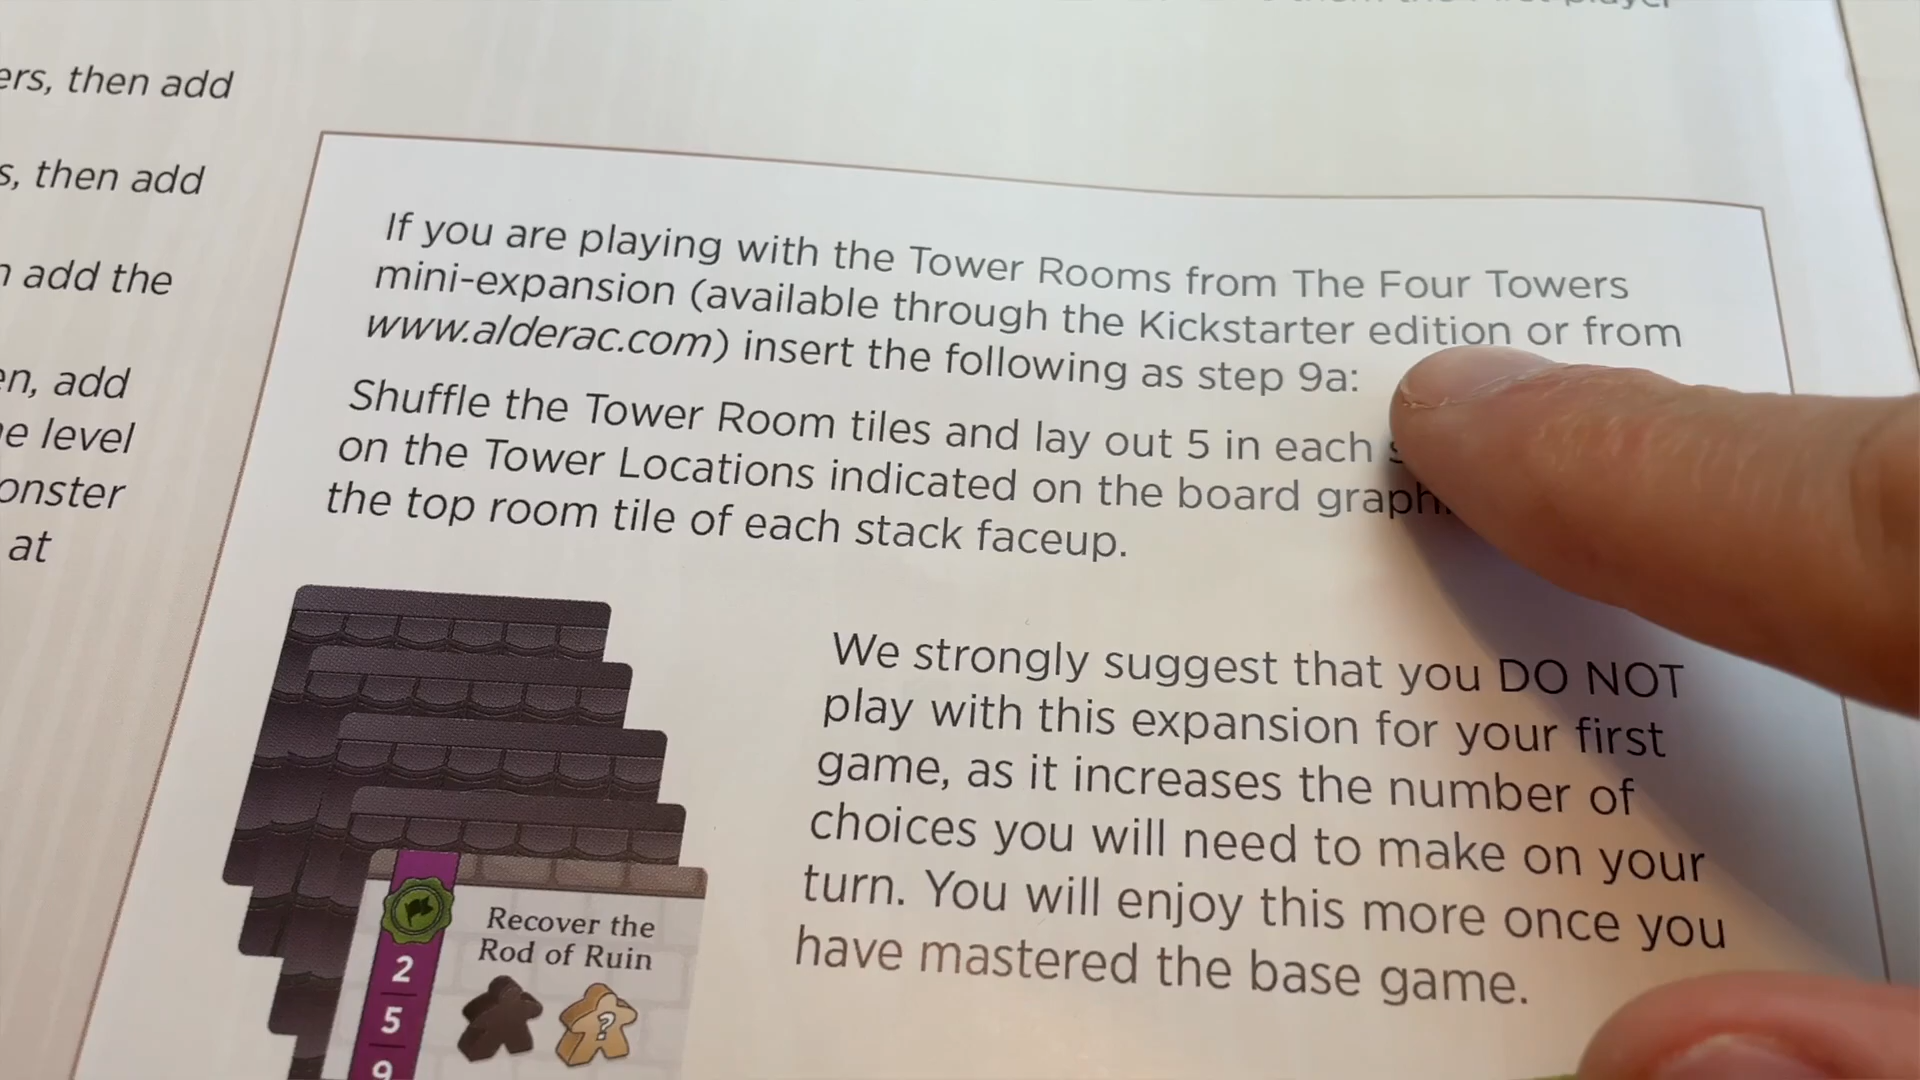 ers, then add
s, then add
n add the
en, add
e level
onster
at
If you are playing with the Tower Rooms from The Four Towers
mini-expansion (available through the Kickstarter edition or from
www.alderac.com) insert the following as step 9a:
Shuffle the Tower Room tiles and lay out 5 in each
on the Tower Locations indicated on the board graph
the top room tile of each stack faceup.
We strongly suggest that you DO NOT
play with this expansion for your first
game, as it increases the number of
choices you will need to make on your
turn. You will enjoy this more once you
have mastered the base game.
Recover the
Rod of Ruin
2
5
9
?